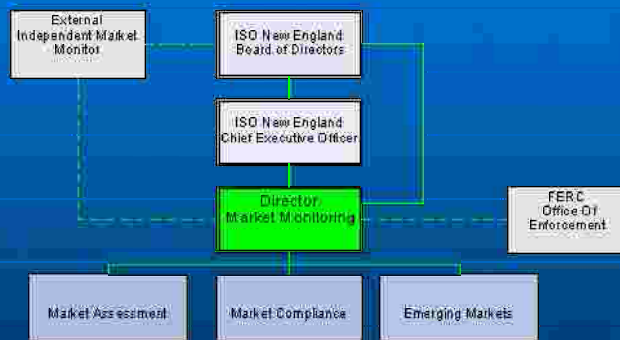 External
Independent Market
Monitor
ISO New England
Board of Directors
ISO New England
Chief Executive Officer
Director
Market Monitoring
FERC
Office Of
Enforcement
Market Assessment
Market Compliance
Emerging Markets